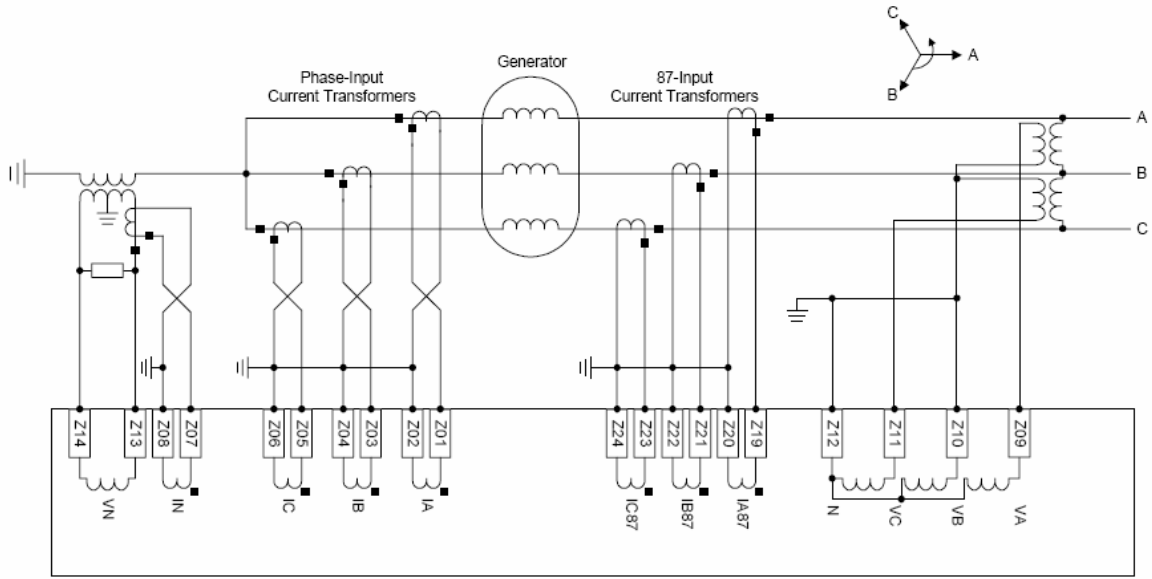 C
A
B
Generator
Phase-Input
Current Transformers
87-Input
Current Transformers
A
B
C
Z14
Z13
Z08
Z07
Z06
Z05
Z04
Z03
Z02
Z01
Z24
Z23
Z22
Z21
Z20
Z19
Z12
Z11
Z10
Z09
VN
IN
IC
IB
IA
IC87
IB87
IA87
N
VC
VB
VA